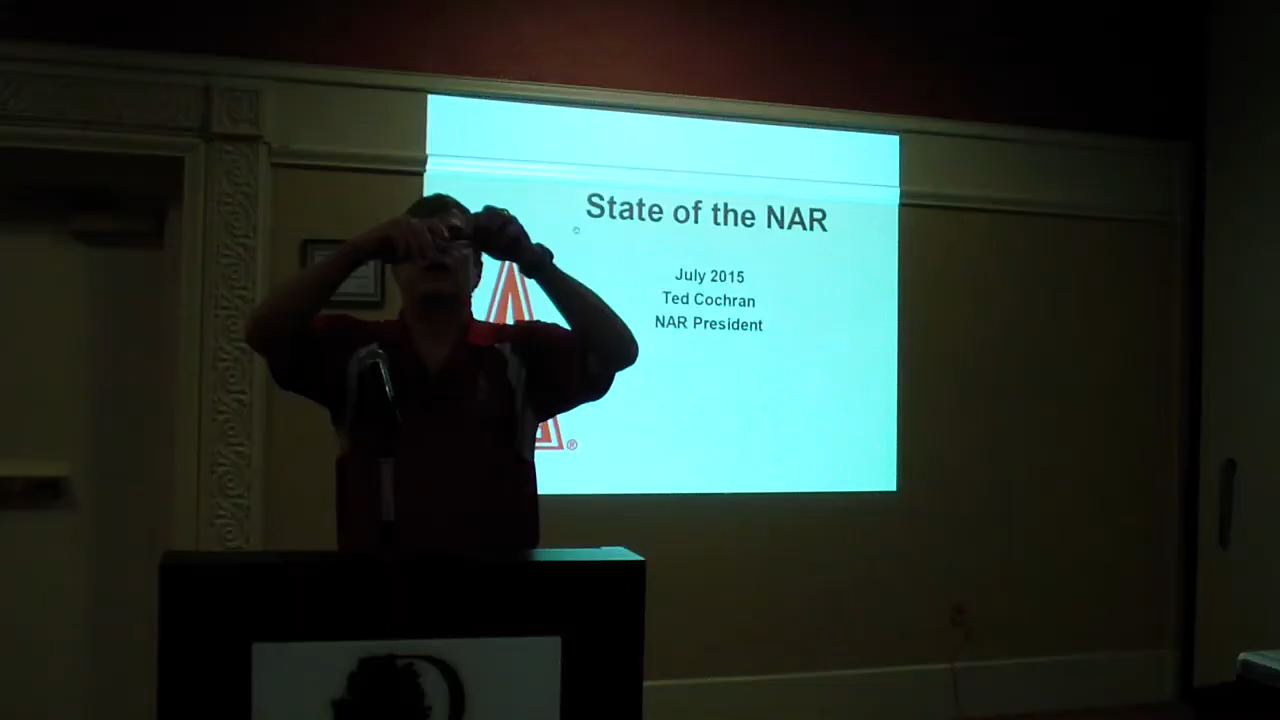 State of the NAR
July 2015
Ted Cochran
NAR President
®